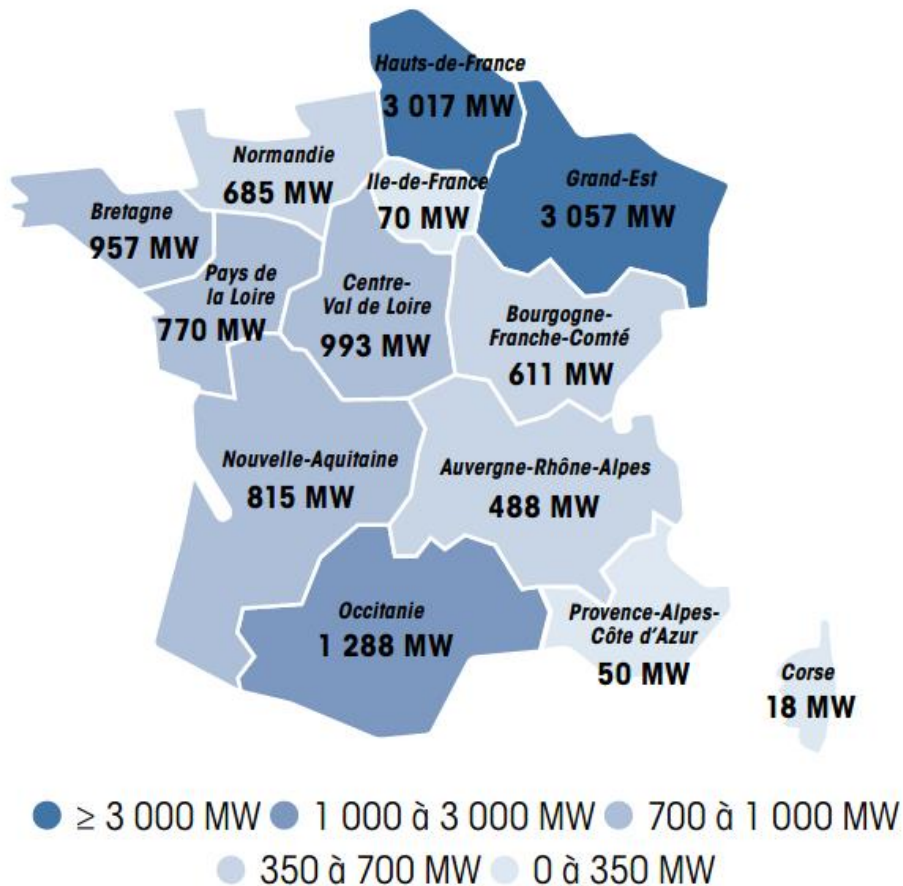 Hauts-de-France
3 017 MW
Normandie
685 MW
Ile-de-France
70 MW
Grand-Est
3 057 MW
Bretagne
957 MW
Pays de
la Loire
770 MW
Centre-
Val de Loire
993 MW
Bourgogne-
Franche-Comté
611 MW
Nouvelle-Aquitaine
815 MW
Auvergne-Rhône-Alpes
488 MW
Occitanie
1 288 MW
Provence-Alpes-
Côte d'Azur
50 MW
Corse
18 MW
≥ 3 000 MW 1 000 à 3 000 MW 700 à 1 000 MW
350 à 700 MW 0 à 350 MW